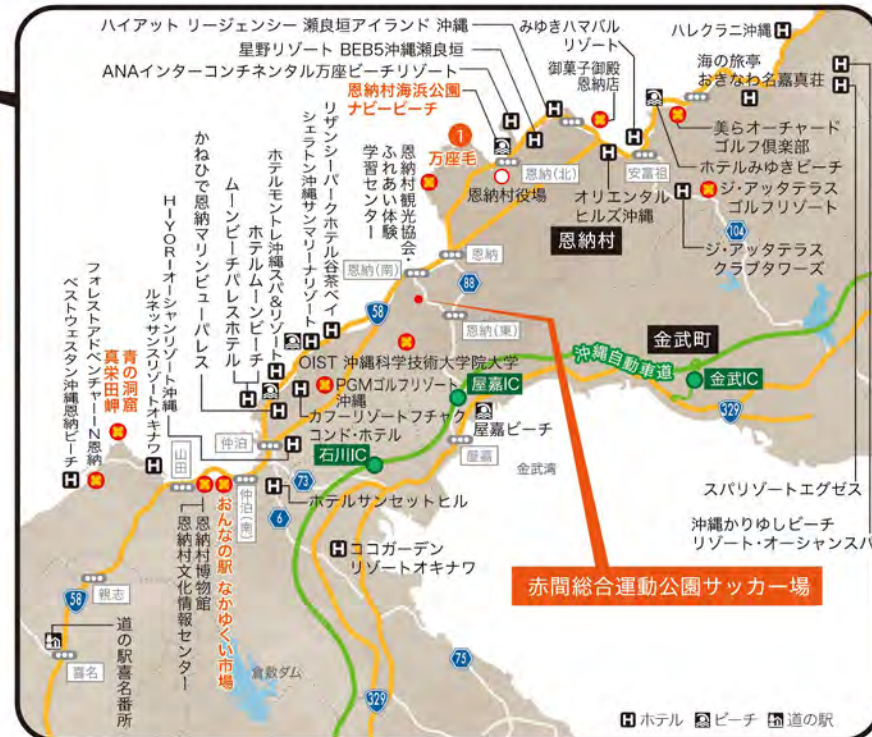 ハイアット リージェンシー 瀬良垣アイランド 沖縄
星野リゾート BEB5沖縄瀬良垣
ANAインターコンチネンタル万座ビーチリゾート
恩納村海浜公園
ナビービーチ
みゆきハマバル
リゾート
御菓子御殿
恩納店
ハレクラニ沖縄
海の旅亭
おきなわ名嘉真荘
美らオーチャード
ゴルフ倶楽部
ホテルみゆきビーチ
ジ・アッタテラス
ゴルフリゾート
ジ・アッタテラス
クラブタワーズ
オリエンタル
ヒルズ沖縄
安富祖
104
1
万座毛
恩納(北)
恩納村役場
恩納村
恩納村観光協会・
ふれあい体験
学習センター
リザンシーパークホテル谷茶ベイ
シェラトン沖縄サンマリーナリゾート
ホテルモントレ沖縄スパ&リゾート
ホテルムーンビーチ
ムーンビーチパレスホテル
かねひで恩納マリンビューパレス
HIYORIオーシャンリゾート沖縄
ルネッサンスリゾートオキナワ
青の洞窟
真栄田岬
フォレストアドベンチャーIN恩納
ベストウェスタン沖縄恩納ビーチ
恩納(南)
恩納
88
58
恩納(東)
OIST 沖縄科学技術大学院大学
PGMゴルフリゾート
沖縄
カフーリゾートフチャク
コンド・ホテル
屋嘉IC
沖縄自動車道
金武町
金武IC
329
屋嘉ビーチ
屋嘉
金武湾
石川IC
仲泊
山田
仲泊(南)
73
6
ホテルサンセットヒル
ココガーデン
リゾートオキナワ
おんなの駅 なかゆくい市場
恩納村博物館
恩納村文化情報センター
スパリゾートエグゼス
沖縄かりゆしビーチ
リゾート・オーシャンスパ
赤間総合運動公園サッカー場
58
親志
喜名
道の駅喜名番所
倉敷ダム
329
75
H ホテル ビーチ 道の駅